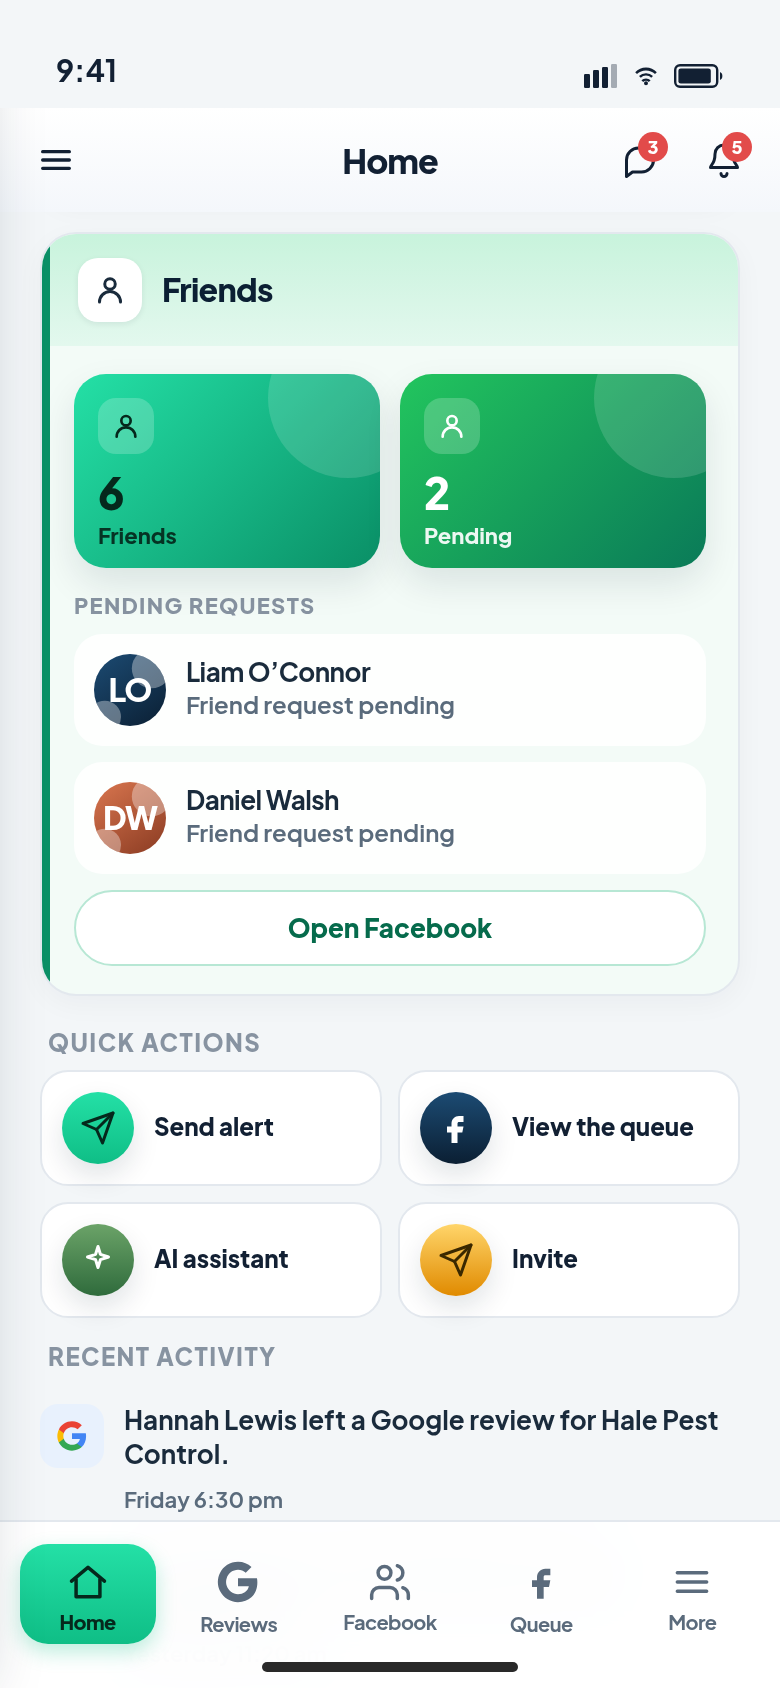 9:41
Home
3
5
Friends
6
Friends
2
Pending
PENDING REQUESTS
LO
Liam O’Connor
Friend request pending
DW
Daniel Walsh
Friend request pending
Open Facebook
QUICK ACTIONS
Send alert
View the queue
AI assistant
Invite
RECENT ACTIVITY
Hannah Lewis left a Google review for Hale Pest
Control.
Friday 6:30 pm
Home
Reviews
Facebook
Queue
More